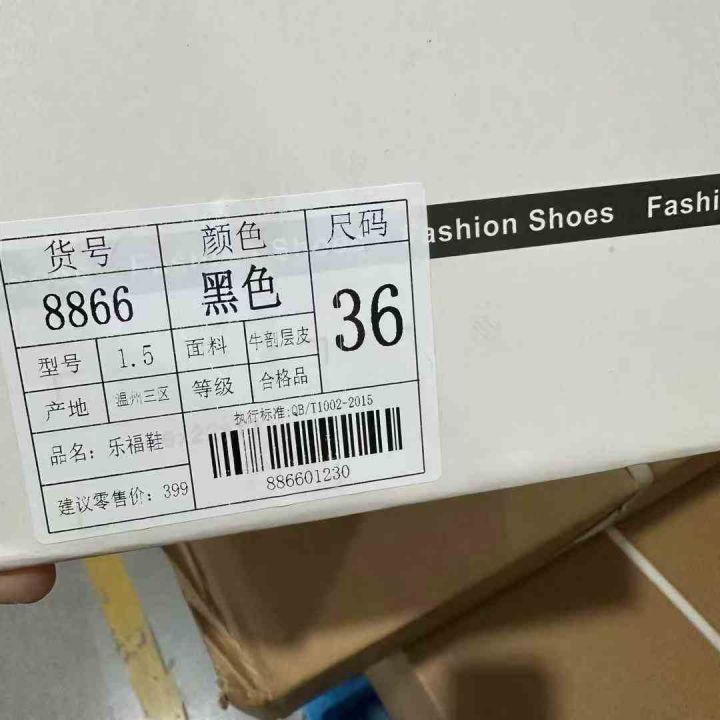 Fashion Shoes Fashi
货号 颜色 尺码
8866 黑色 36
型号 1.5 面料 牛剖层皮
产地 温州三区 等级 合格品
品名: 乐福鞋
执行标准:QB/T1002-2015
建议零售价: 399
886601230